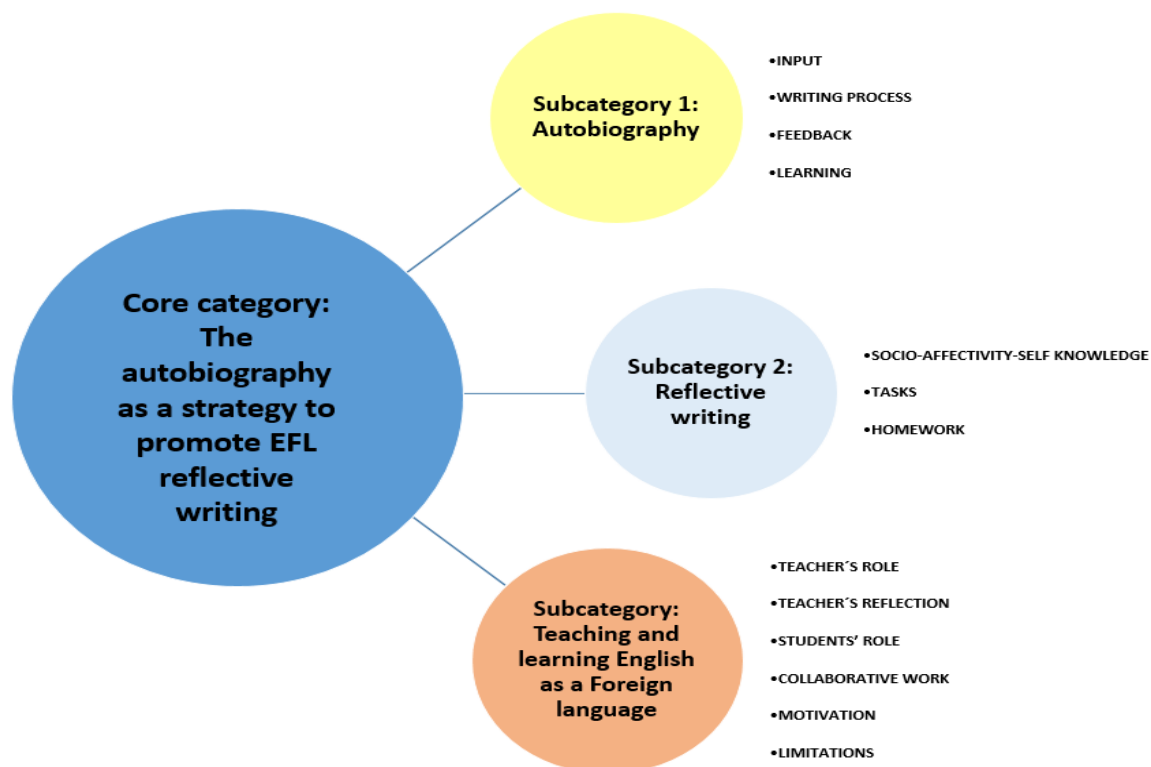 Core category:
The
autobiography
as a strategy to
promote EFL
reflective
writing
Subcategory 1:
Autobiography
•INPUT
•WRITING PROCESS
•FEEDBACK
•LEARNING
Subcategory 2:
Reflective
writing
•SOCIO-AFFECTIVITY-SELF KNOWLEDGE
•TASKS
•HOMEWORK
Subcategory:
Teaching and
learning English
as a Foreign
language
•TEACHER´S ROLE
•TEACHER´S REFLECTION
•STUDENTS’ ROLE
•COLLABORATIVE WORK
•MOTIVATION
•LIMITATIONS